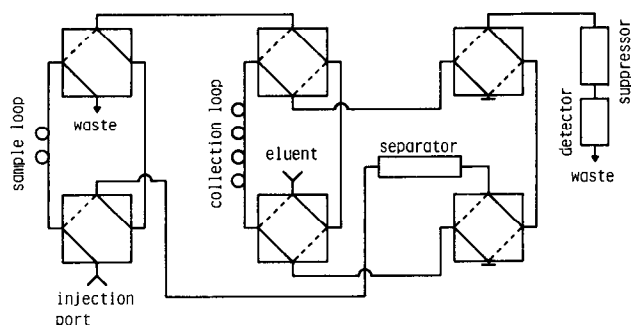 sample loop
waste
collection loop
eluent
separator
detector
suppressor
waste
injection
port